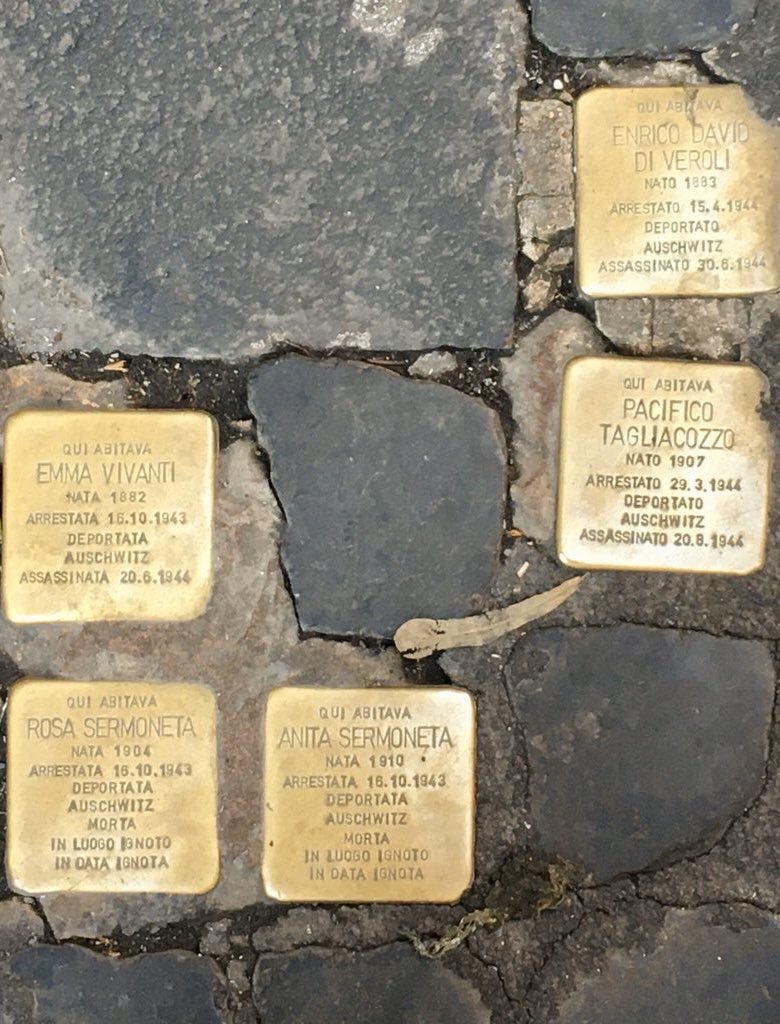 QUI ABITAVA
ENRICO DAVID
DI VEROLI
NATO 1883
ARRESTATO 15.4.1944
DEPORTATO
AUSCHWITZ
ASSASSINATO 30.6.1944
QUI ABITAVA
PACIFICO
TAGLIACOZZO
NATO 1907
ARRESTATO 29.3.1944
DEPORTATO
AUSCHWITZ
ASSASSINATO 20.8.1944
QUI ABITAVA
EMMA VIVANTI
NATA 1882
ARRESTATA 16.10.1943
DEPORTATA
AUSCHWITZ
ASSASSINATA 20.6.1944
QUI ABITAVA
ROSA SERMONETA
NATA 1904
ARRESTATA 16.10.1943
DEPORTATA
AUSCHWITZ
MORTA
IN LUOGO IGNOTO
IN DATA IGNOTA
QUI ABITAVA
ANITA SERMONETA
NATA 1910
ARRESTATA 16.10.1943
DEPORTATA
AUSCHWITZ
MORTA
IN LUOGO IGNOTO
IN DATA IGNOTA